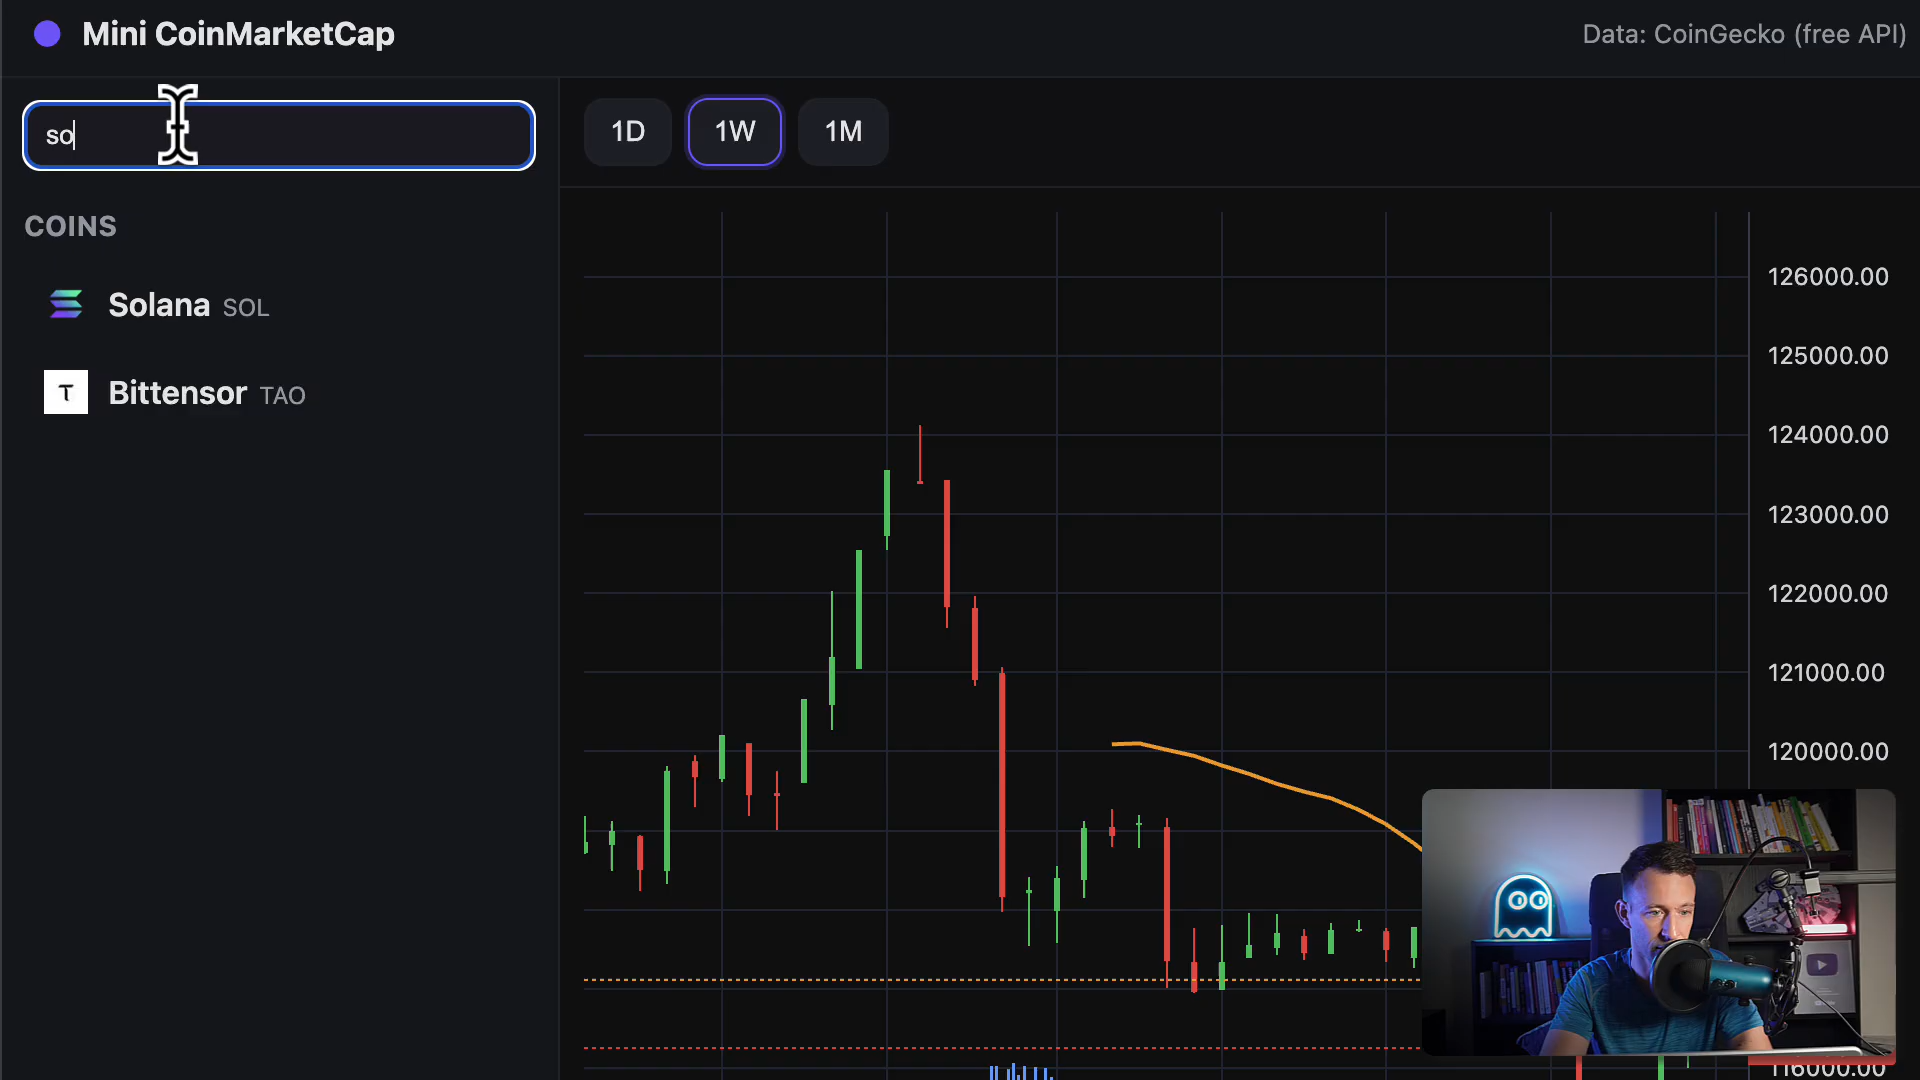 Mini CoinMarketCap
Data: CoinGecko (free API)
so
1D
1W
1M
COINS
Solana SOL
Bittensor TAO
126000.00
125000.00
124000.00
123000.00
122000.00
121000.00
120000.00
116000.00